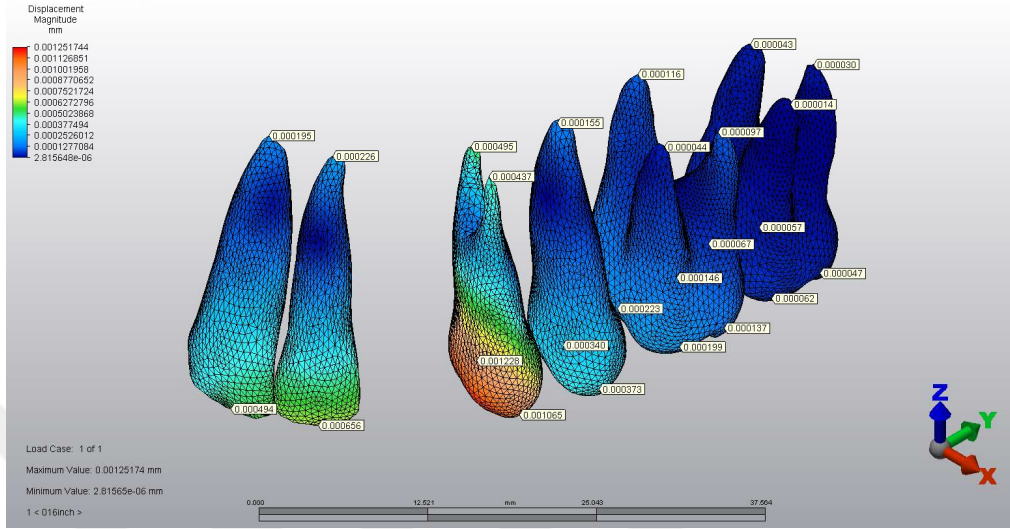 Displacement
Magnitude
mm
0.001251744
0.001126851
0.001001958
0.0008770652
0.0007521724
0.0006272796
0.0005023868
0.000377494
0.0002526012
0.0001277084
2.815648e-06
0.000043
0.000030
0.000116
0.000014
0.000155
0.000097
0.000195
0.000044
0.000495
0.000226
0.000437
0.000057
0.000067
0.000047
0.000146
0.000062
0.000223
0.000137
0.000340
0.000199
0.001228
0.000373
0.000494
0.001065
0.000656
Z
Y
X
Load Case: 1 of 1
Maximum Value: 0.00125174 mm
Minimum Value: 2.81565e-06 mm
1 < 016inch >
0.000 12.521 mm 25.043 37.564